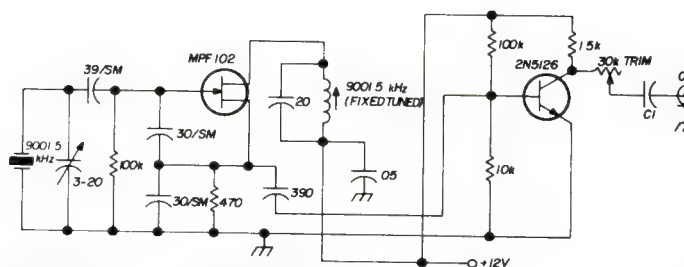 39/SM
MPF102
9001 5
kHz
3-20
100k
30/SM
30/SM
470
20
9001 5 kHz
(FIXED TUNED)
390
05
100k
2N5126
1 5k
30k TRIM
C1
10k
+12V